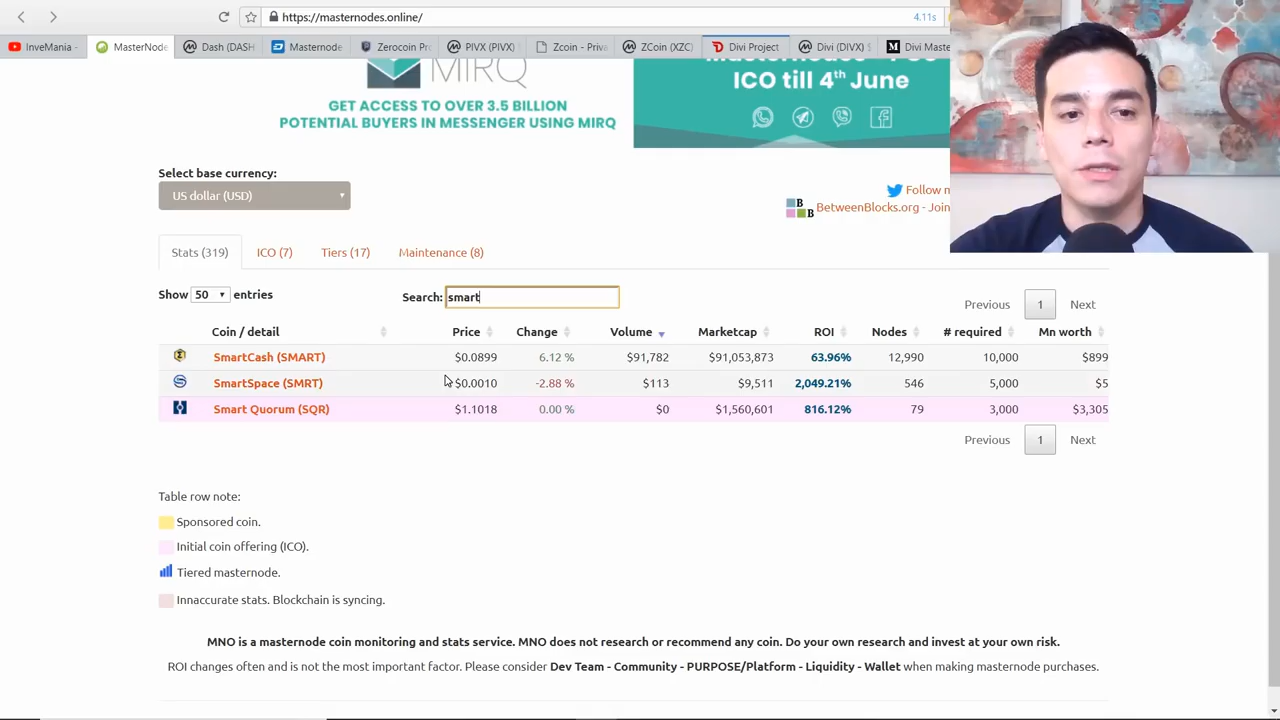 https://masternodes.online/
4.11s
InveMania -
MasterNode
Dash (DASH
Masternode
Zerocoin Pro
PIVX (PIVX)
Zcoin - Priva
ZCoin (XZC)
Divi Project
Divi (DIVX) $
Divi Maste
MIRQ
GET ACCESS TO OVER 3.5 BILLION
POTENTIAL BUYERS IN MESSENGER USING MIRQ
ICO till 4th June
Select base currency:
US dollar (USD)
Follow m
BetweenBlocks.org - Join
Stats (319) ICO (7) Tiers (17) Maintenance (8)
Show 50 entries Search: smart Previous 1 Next
Coin / detail Price Change Volume Marketcap ROI Nodes # required Mn worth
SmartCash (SMART) $0.0899 6.12 % $91,782 $91,053,873 63.96% 12,990 10,000 $899
SmartSpace (SMRT) $0.0010 -2.88 % $113 $9,511 2,049.21% 546 5,000 $5
Smart Quorum (SQR) $1.1018 0.00 % $0 $1,560,601 816.12% 79 3,000 $3,305
Previous 1 Next
Table row note:
Sponsored coin.
Initial coin offering (ICO).
Tiered masternode.
Innaccurate stats. Blockchain is syncing.
MNO is a masternode coin monitoring and stats service. MNO does not research or recommend any coin. Do your own research and invest at your own risk.
ROI changes often and is not the most important factor. Please consider Dev Team - Community - PURPOSE/Platform - Liquidity - Wallet when making masternode purchases.